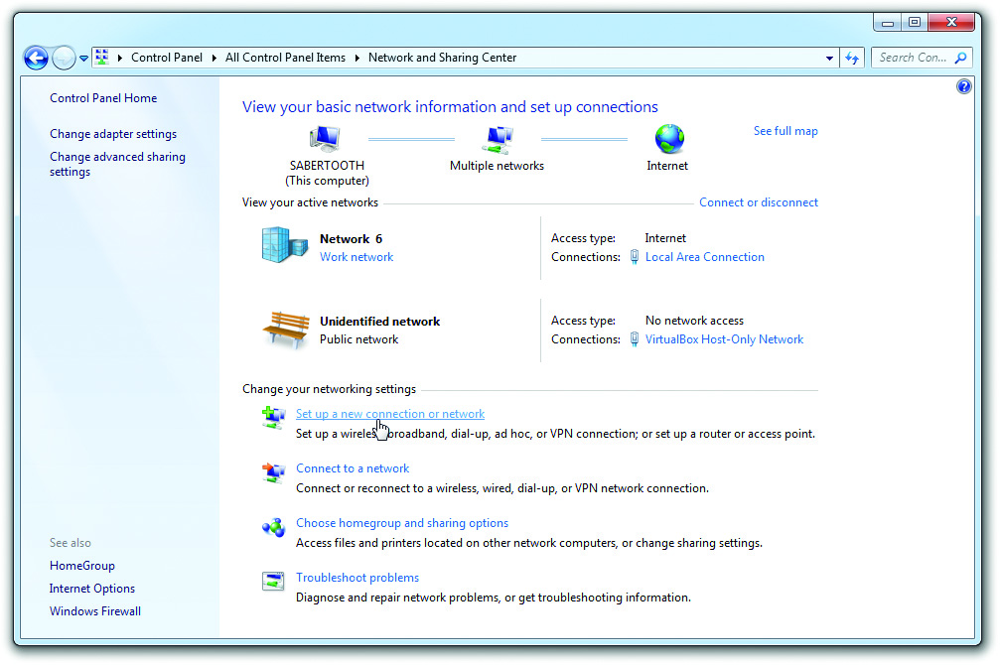 Control Panel ▸ All Control Panel Items ▸ Network and Sharing Center
Search Con...
Control Panel Home
Change adapter settings
Change advanced sharing
settings
See also
HomeGroup
Internet Options
Windows Firewall
View your basic network information and set up connections
See full map
SABERTOOTH
(This computer)
Multiple networks
Internet
View your active networks
Connect or disconnect
Network 6
Work network
Access type: Internet
Connections: Local Area Connection
Unidentified network
Public network
Access type: No network access
Connections: VirtualBox Host-Only Network
Change your networking settings
Set up a new connection or network
Set up a wireless, broadband, dial-up, ad hoc, or VPN connection; or set up a router or access point.
Connect to a network
Connect or reconnect to a wireless, wired, dial-up, or VPN network connection.
Choose homegroup and sharing options
Access files and printers located on other network computers, or change sharing settings.
Troubleshoot problems
Diagnose and repair network problems, or get troubleshooting information.